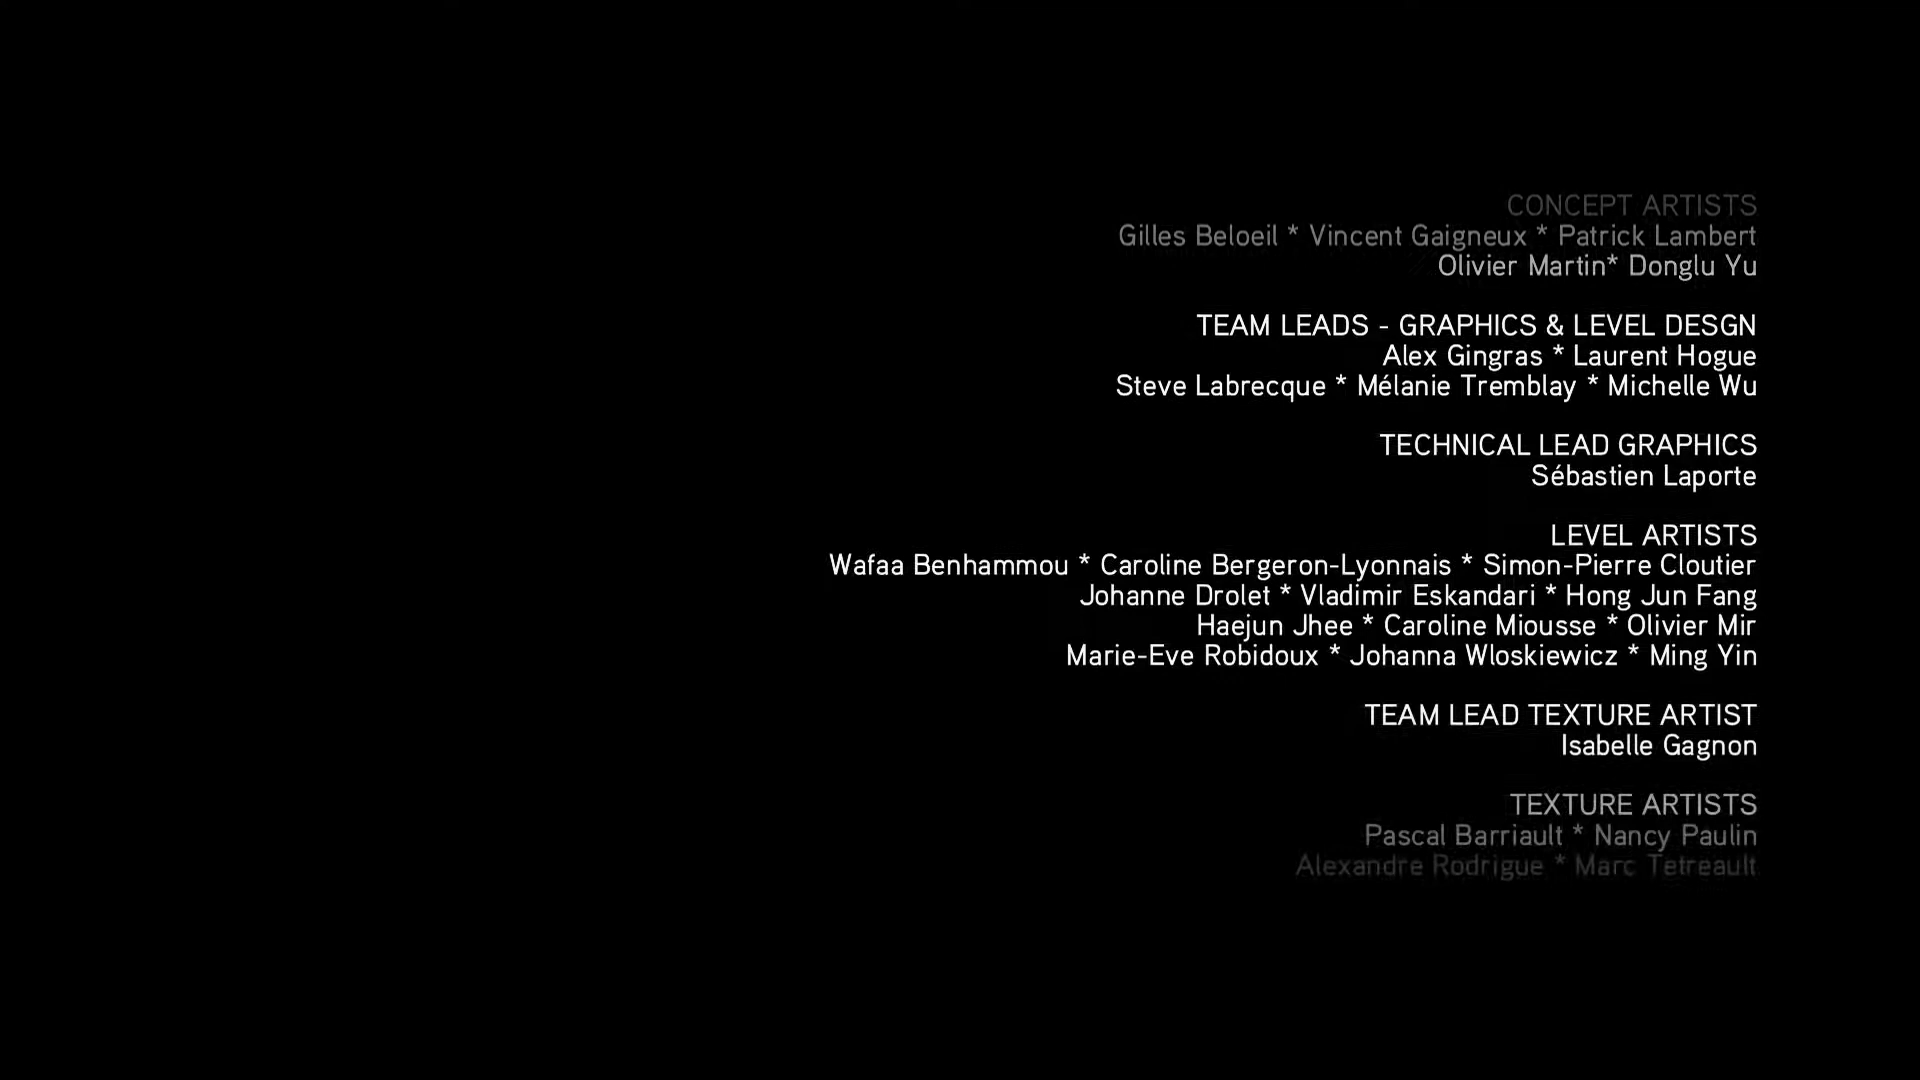 CONCEPT ARTISTS
Gilles Beloeil * Vincent Gaigneux * Patrick Lambert
Olivier Martin* Donglu Yu
TEAM LEADS - GRAPHICS & LEVEL DESGN
Alex Gingras * Laurent Hogue
Steve Labrecque * Mélanie Tremblay * Michelle Wu
TECHNICAL LEAD GRAPHICS
Sébastien Laporte
LEVEL ARTISTS
Wafaa Benhammou * Caroline Bergeron-Lyonnais * Simon-Pierre Cloutier
Johanne Drolet * Vladimir Eskandari * Hong Jun Fang
Haejun Jhee * Caroline Miousse * Olivier Mir
Marie-Eve Robidoux * Johanna Wloskiewicz * Ming Yin
TEAM LEAD TEXTURE ARTIST
Isabelle Gagnon
TEXTURE ARTISTS
Pascal Barriault * Nancy Paulin
Alexandre Rodrigue * Marc Tetreault